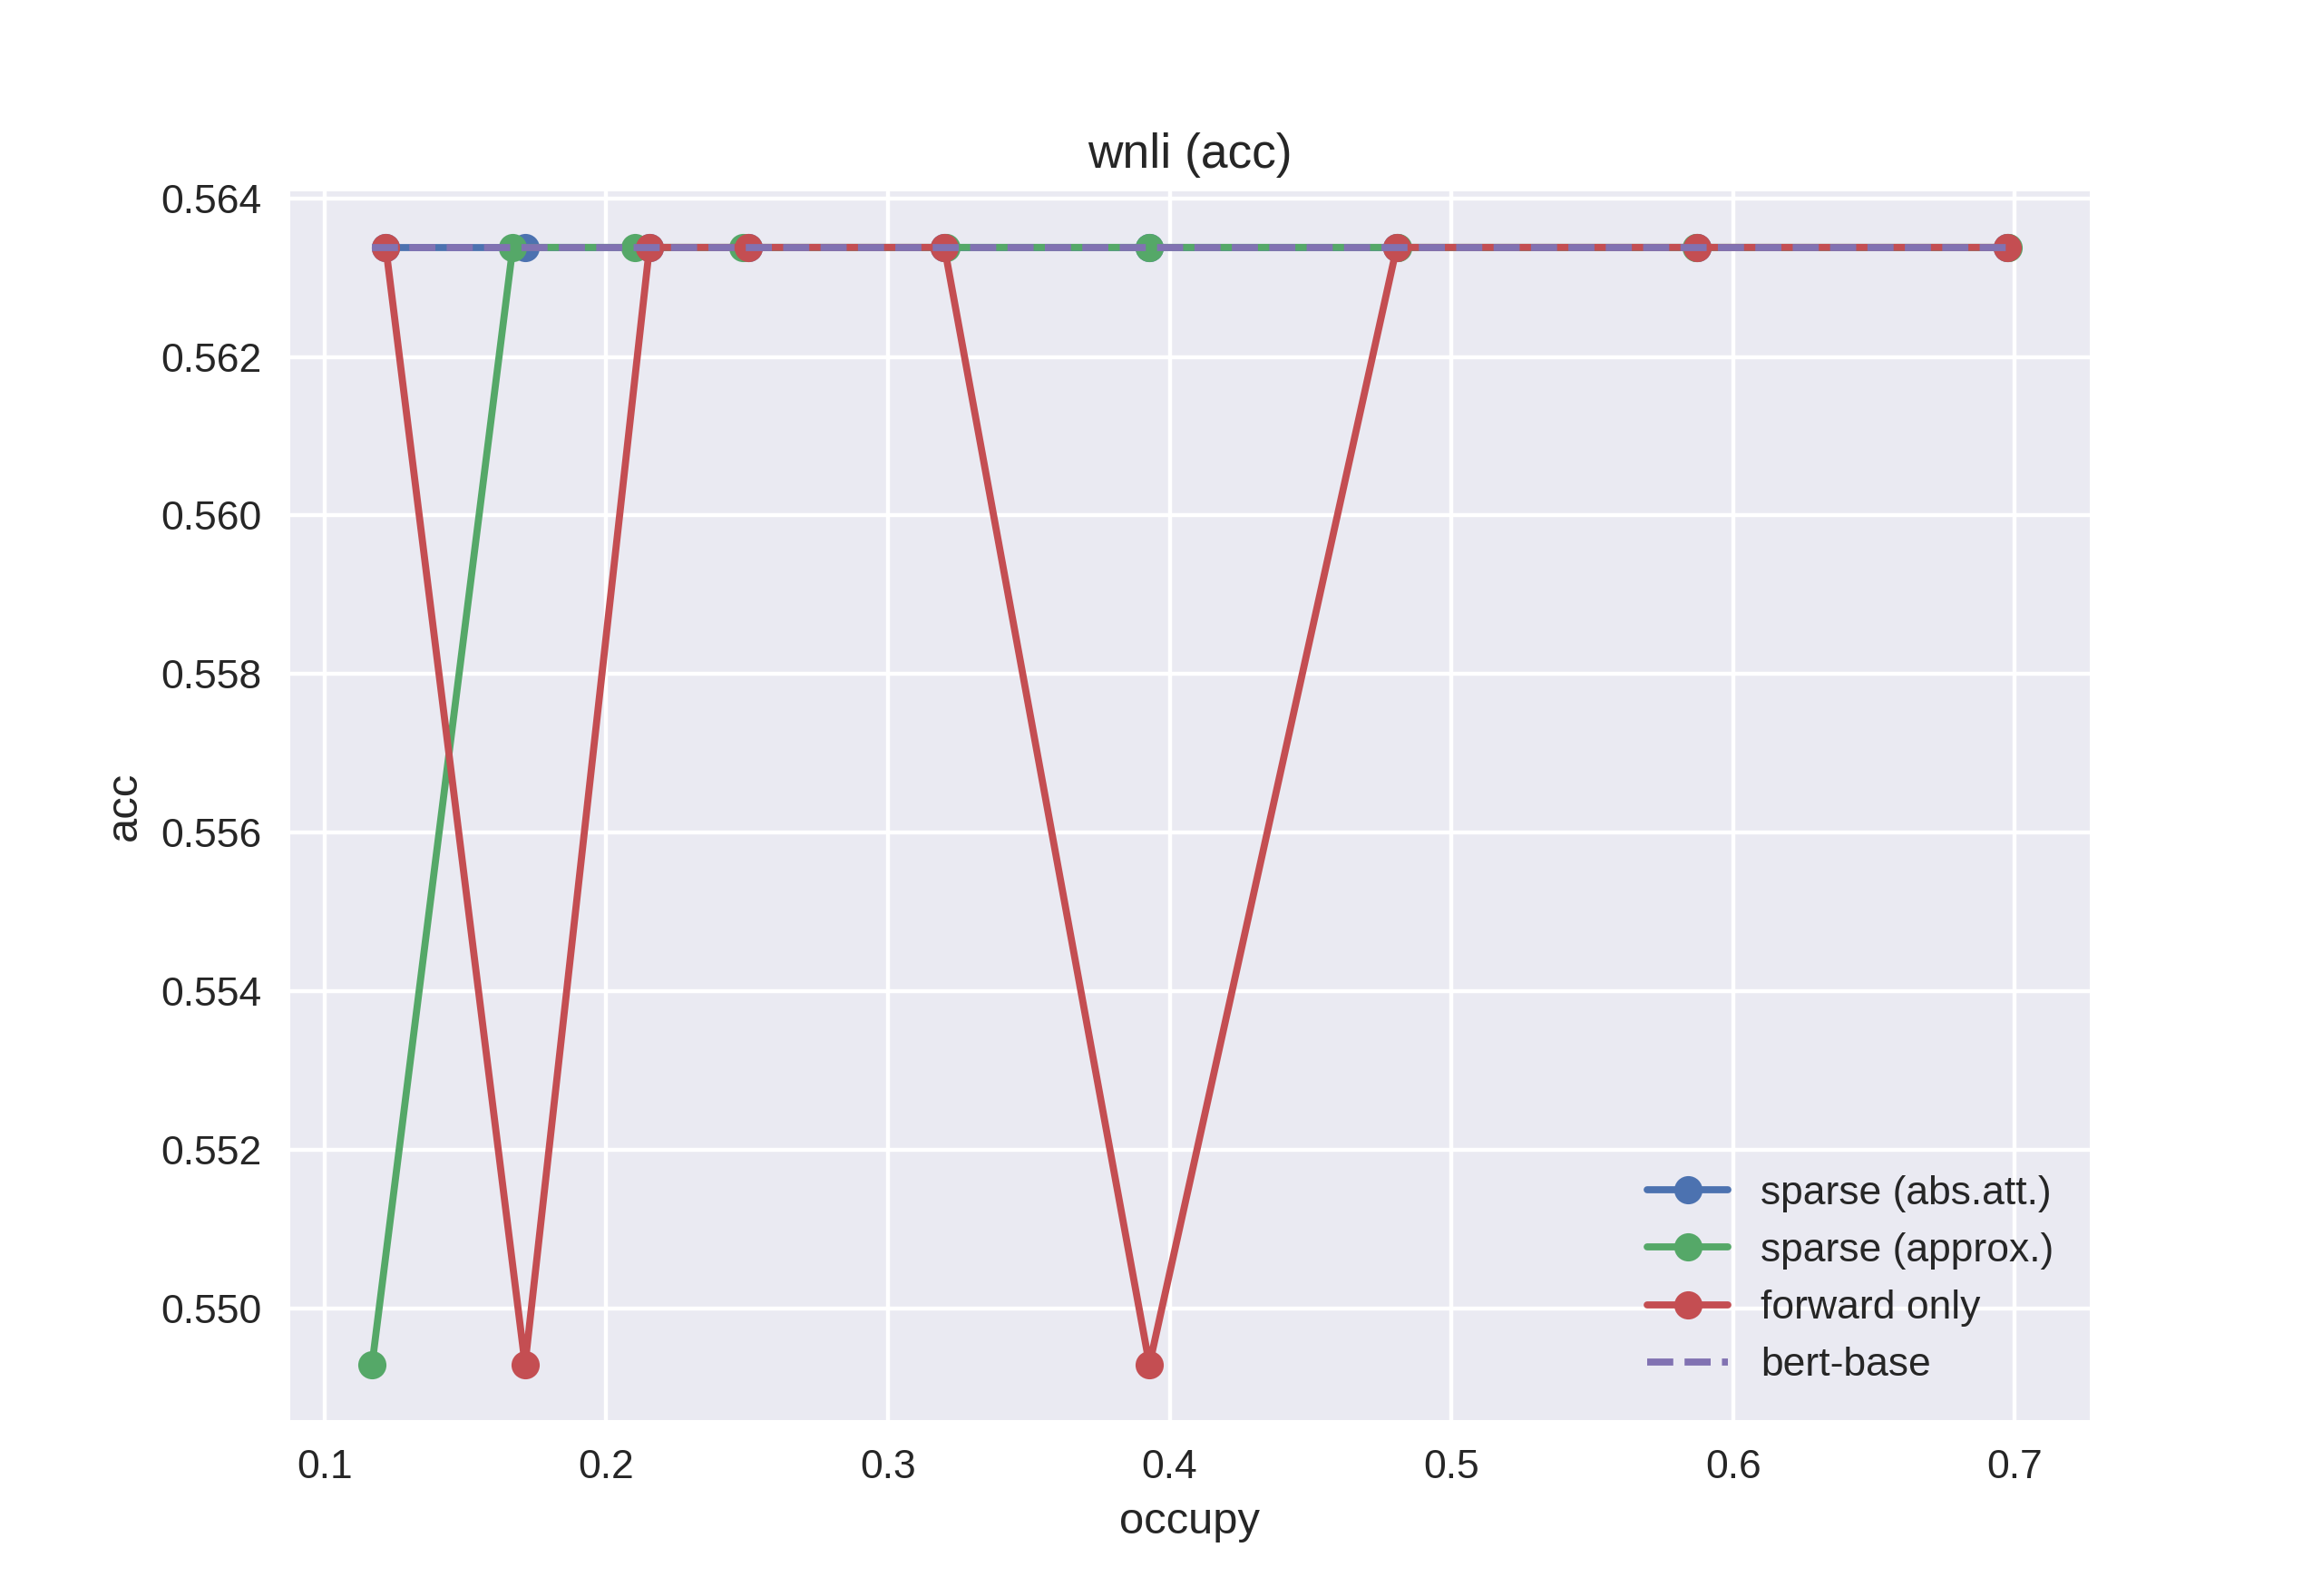 wnli (acc)
0.564
0.562
0.560
0.558
0.556
0.554
0.552
0.550
acc
0.1 0.2 0.3 0.4 0.5 0.6 0.7
occupy
sparse (abs.att.)
sparse (approx.)
forward only
bert-base